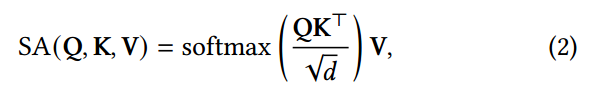 SA(Q, K, V) = softmax (QK⊤ / √d) V, (2)